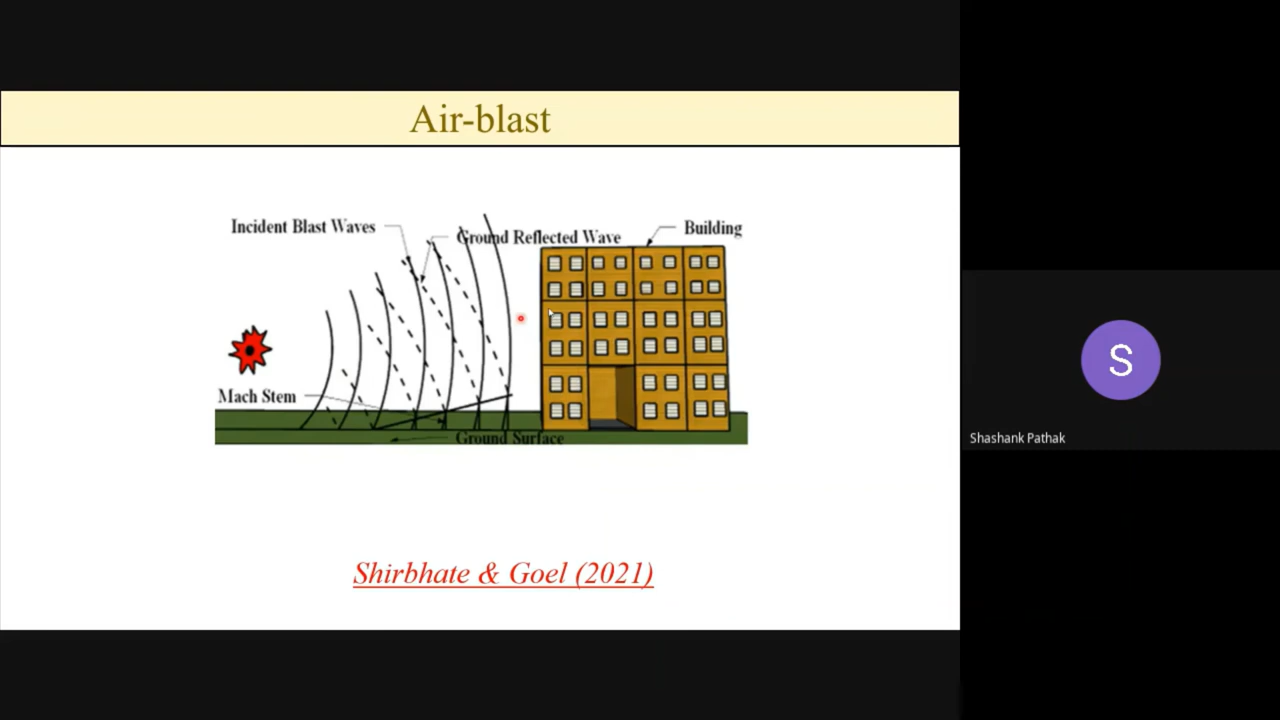 Air-blast
Incident Blast Waves
Ground Reflected Wave
Building
Mach Stem
Ground Surface
Shirbhate & Goel (2021)
S
Shashank Pathak